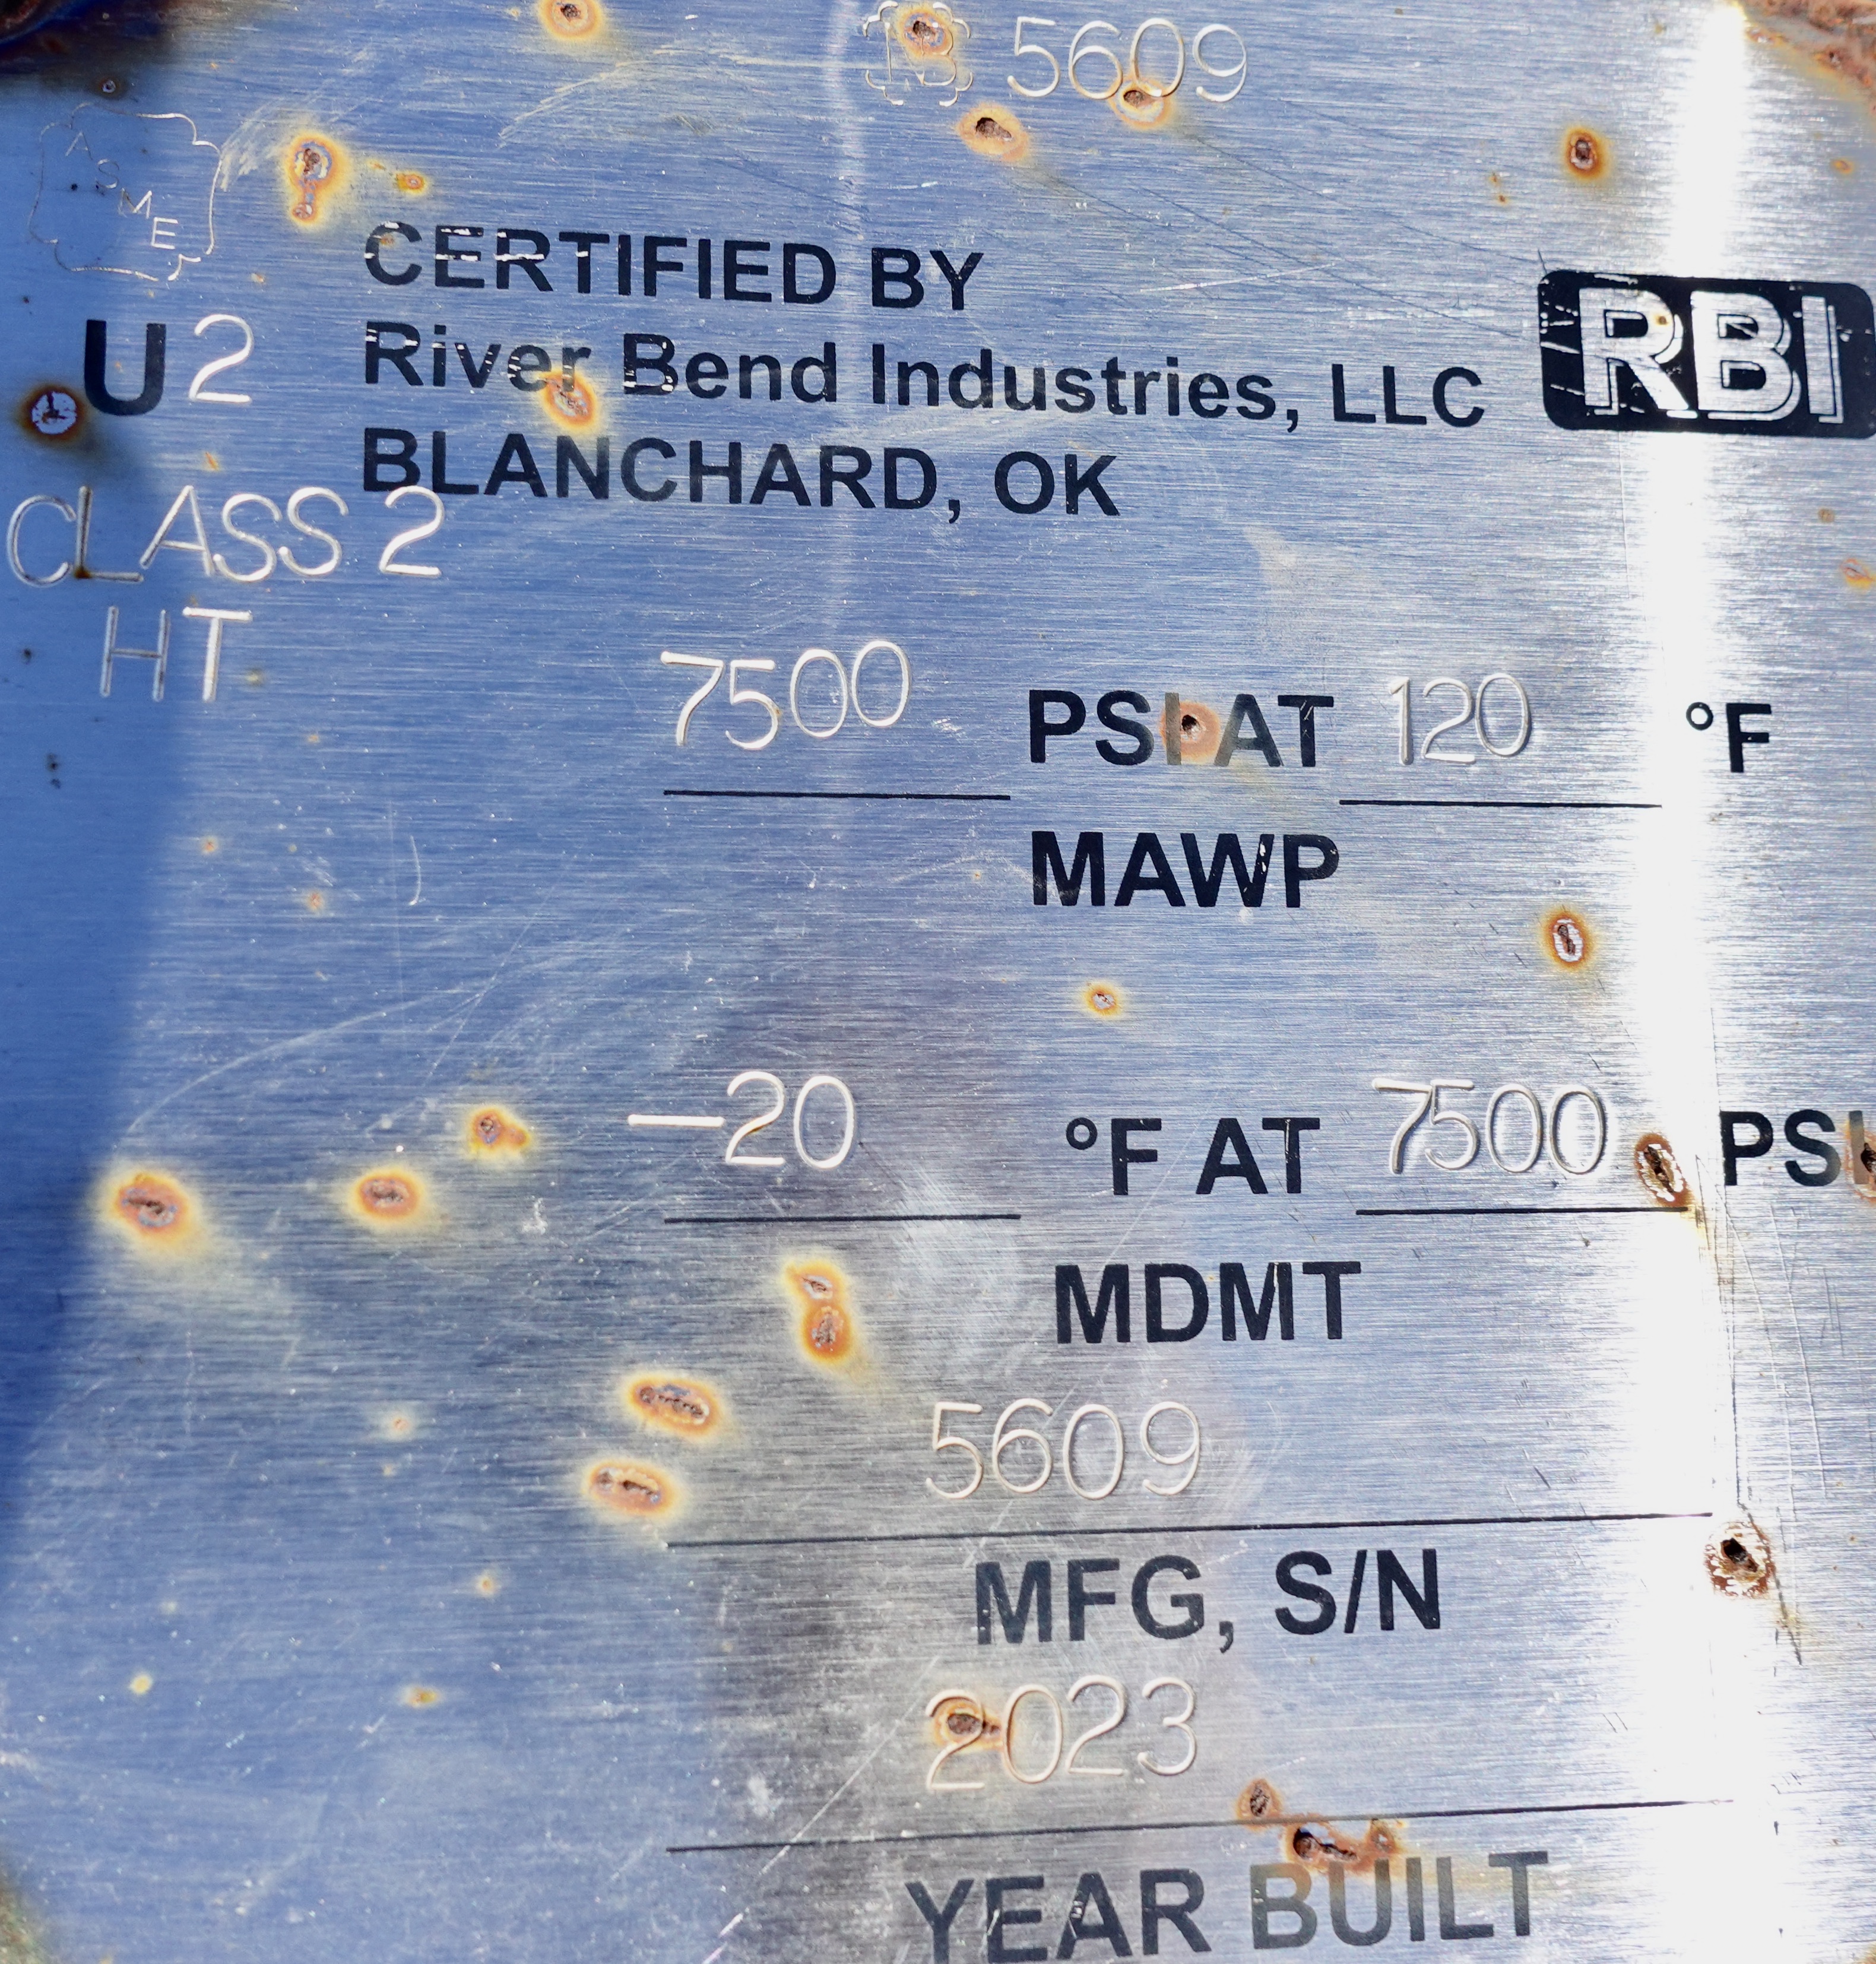 5609
ASME
CERTIFIED BY
RBI
U2
River Bend Industries, LLC
BLANCHARD, OK
CLASS 2
HT
7500 PSI AT 120 °F
MAWP
-20 °F AT 7500 PSI
MDMT
5609
MFG, S/N
2023
YEAR BUILT